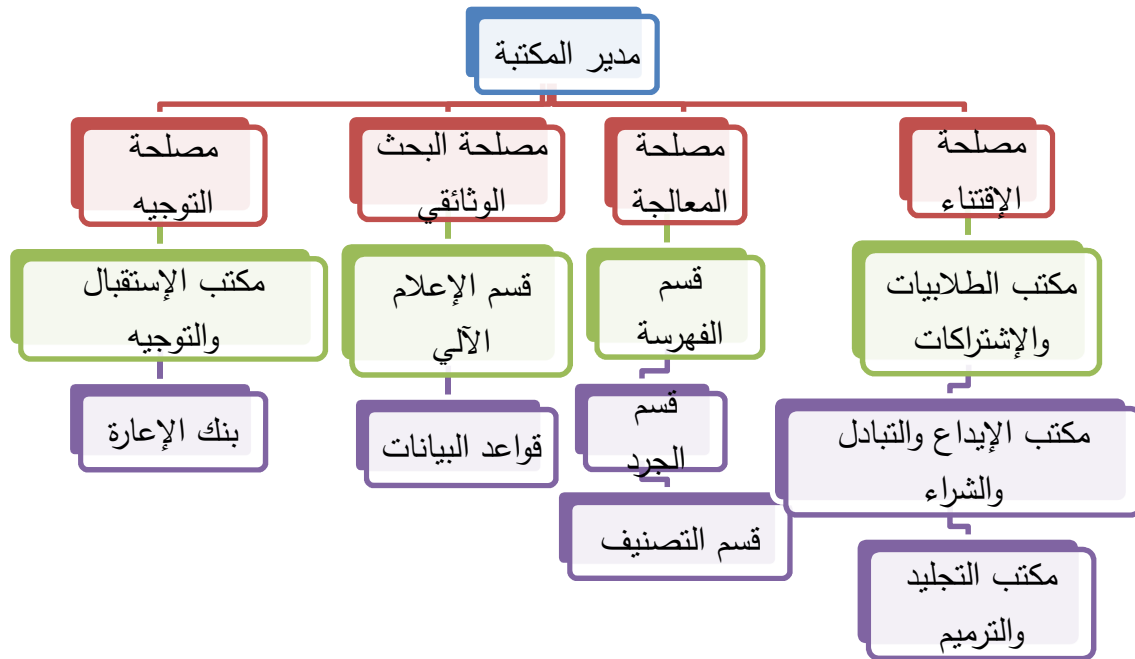 مدير المكتبة
مصلحة
الإقتناء
مصلحة
المعالجة
مصلحة البحث
الوثائقي
مصلحة
التوجيه
مكتب الطلابيات
والإشتراكات
قسم
الفهرسة
قسم الإعلام
الآلي
مكتب الإستقبال
والتوجيه
مكتب الإيداع والتبادل
والشراء
قسم
الجرد
قواعد البيانات
بنك الإعارة
مكتب التجليد
والترميم
قسم التصنيف